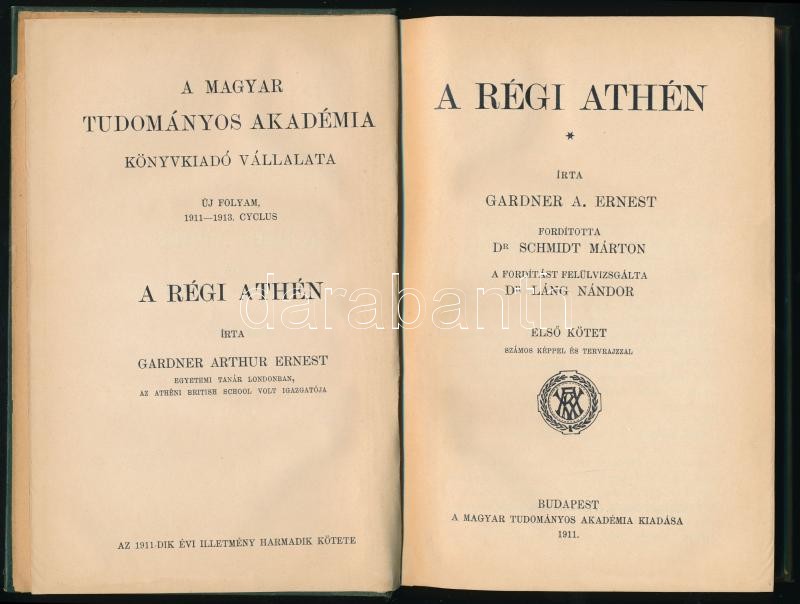 A MAGYAR
TUDOMÁNYOS AKADÉMIA
KÖNYVKIADÓ VÁLLALATA
ÚJ FOLYAM,
1911—1913. CYCLUS
A RÉGI ATHÉN
ÍRTA
GARDNER ARTHUR ERNEST
EGYETEMI TANÁR LONDONBAN,
AZ ATHÉNI BRITISH SCHOOL VOLT IGAZGATÓJA
AZ 1911-DIK ÉVI ILLETMÉNY HARMADIK KÖTETE
A RÉGI ATHÉN
*
ÍRTA
GARDNER A. ERNEST
FORDÍTOTTA
DR SCHMIDT MÁRTON
A FORDÍTÁST FELÜLVIZSGÁLTA
DR LÁNG NÁNDOR
ELSŐ KÖTET
SZÁMOS KÉPPEL ÉS TERVRAJZZAL
BUDAPEST
A MAGYAR TUDOMÁNYOS AKADÉMIA KIADÁSA
1911.
darabanth